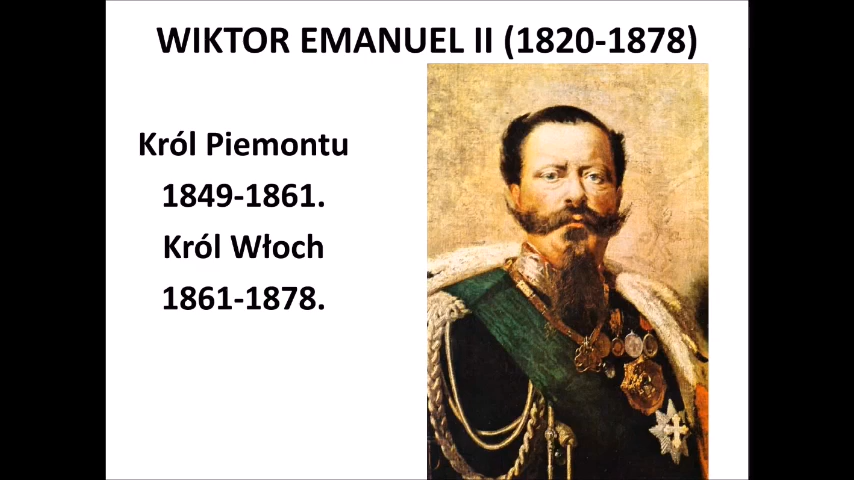 WIKTOR EMANUEL II (1820-1878)
Król Piemontu
1849-1861.
Król Włoch
1861-1878.